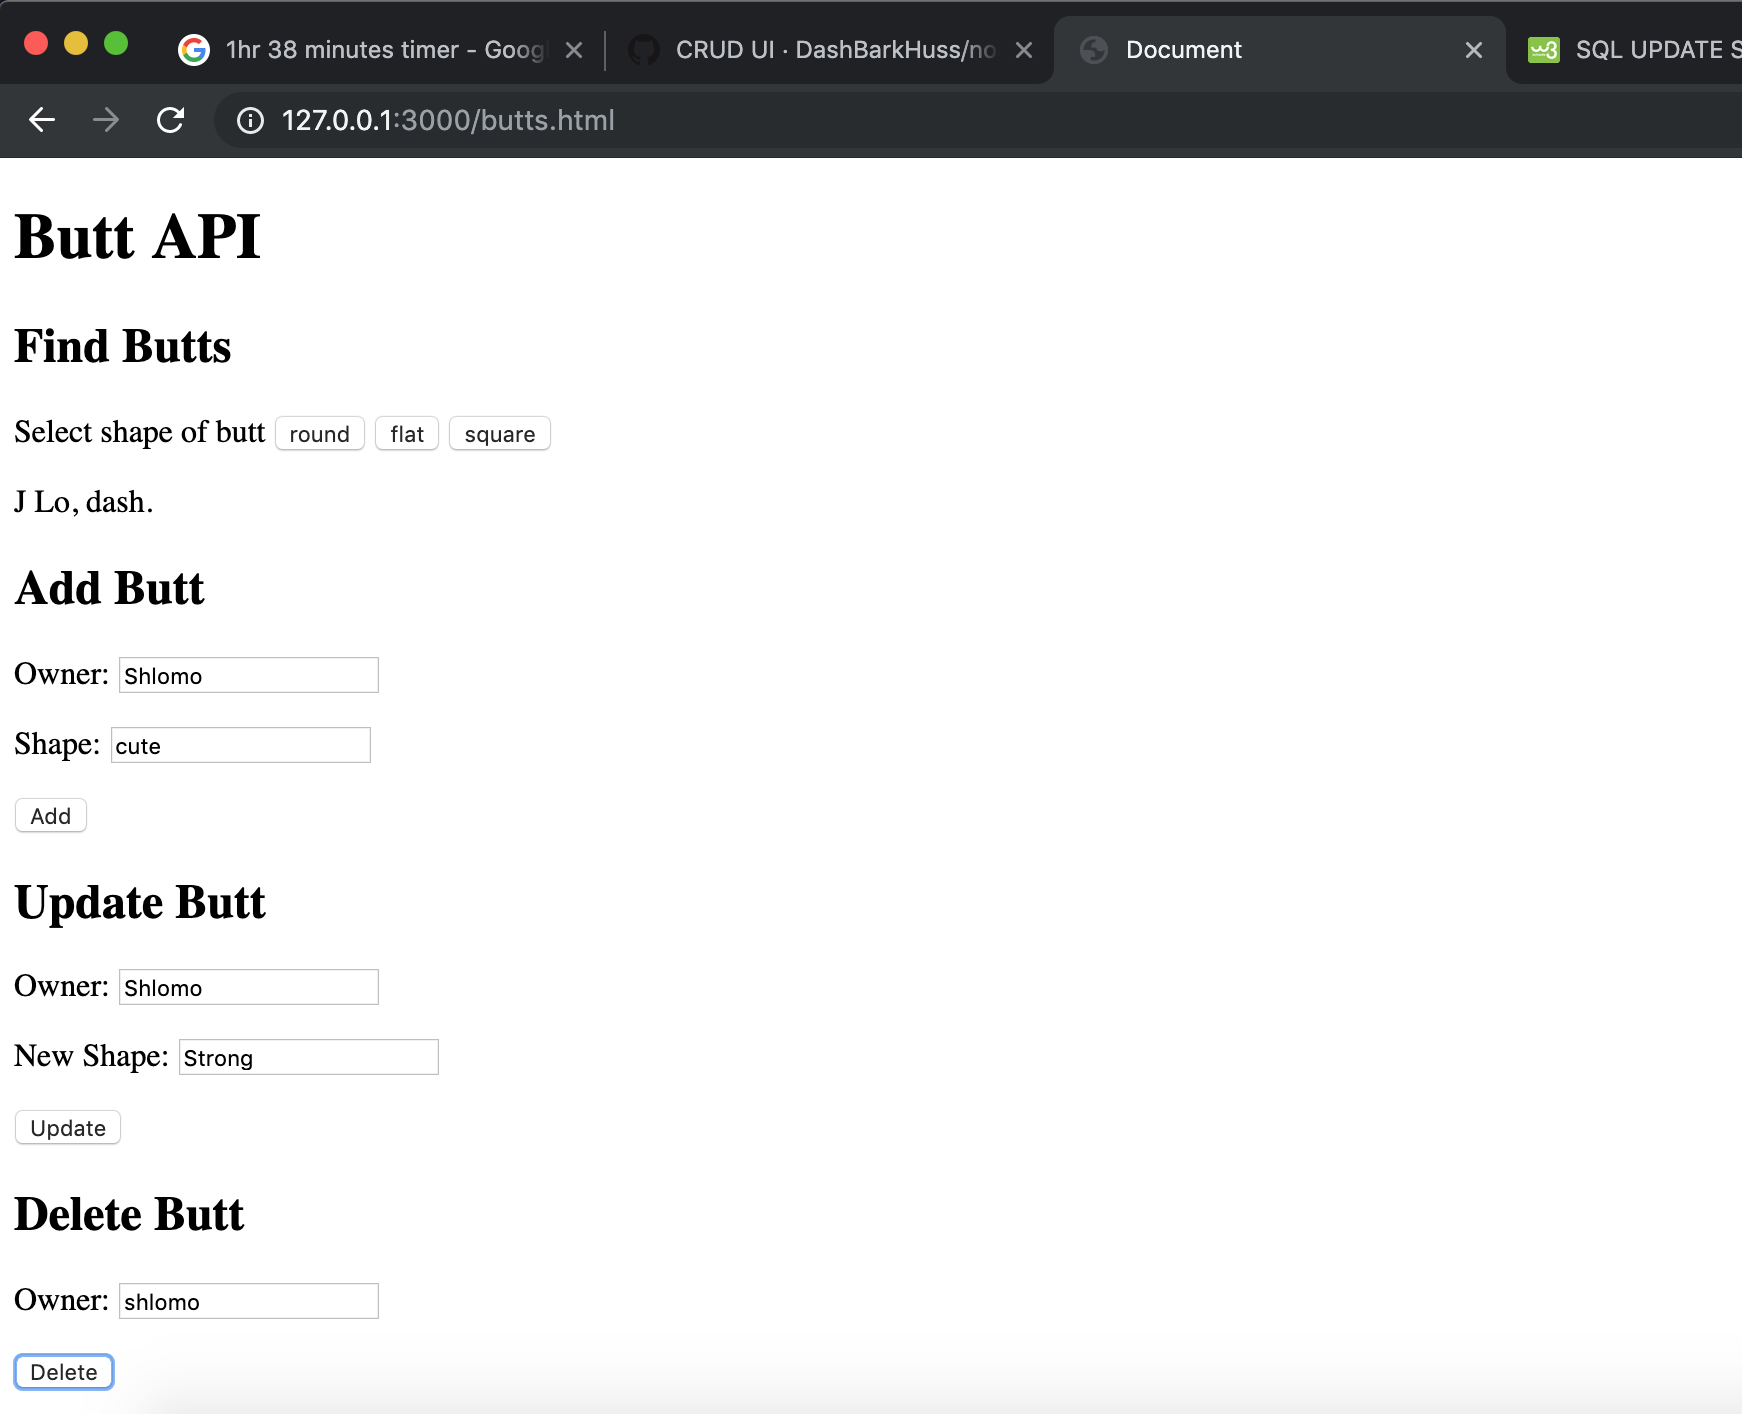 1hr 38 minutes timer - Goog
CRUD UI · DashBarkHuss/no
Document
SQL UPDATE S
127.0.0.1:3000/butts.html
Butt API
Find Butts
Select shape of butt round flat square
J Lo, dash.
Add Butt
Owner: Shlomo
Shape: cute
Add
Update Butt
Owner: Shlomo
New Shape: Strong
Update
Delete Butt
Owner: shlomo
Delete